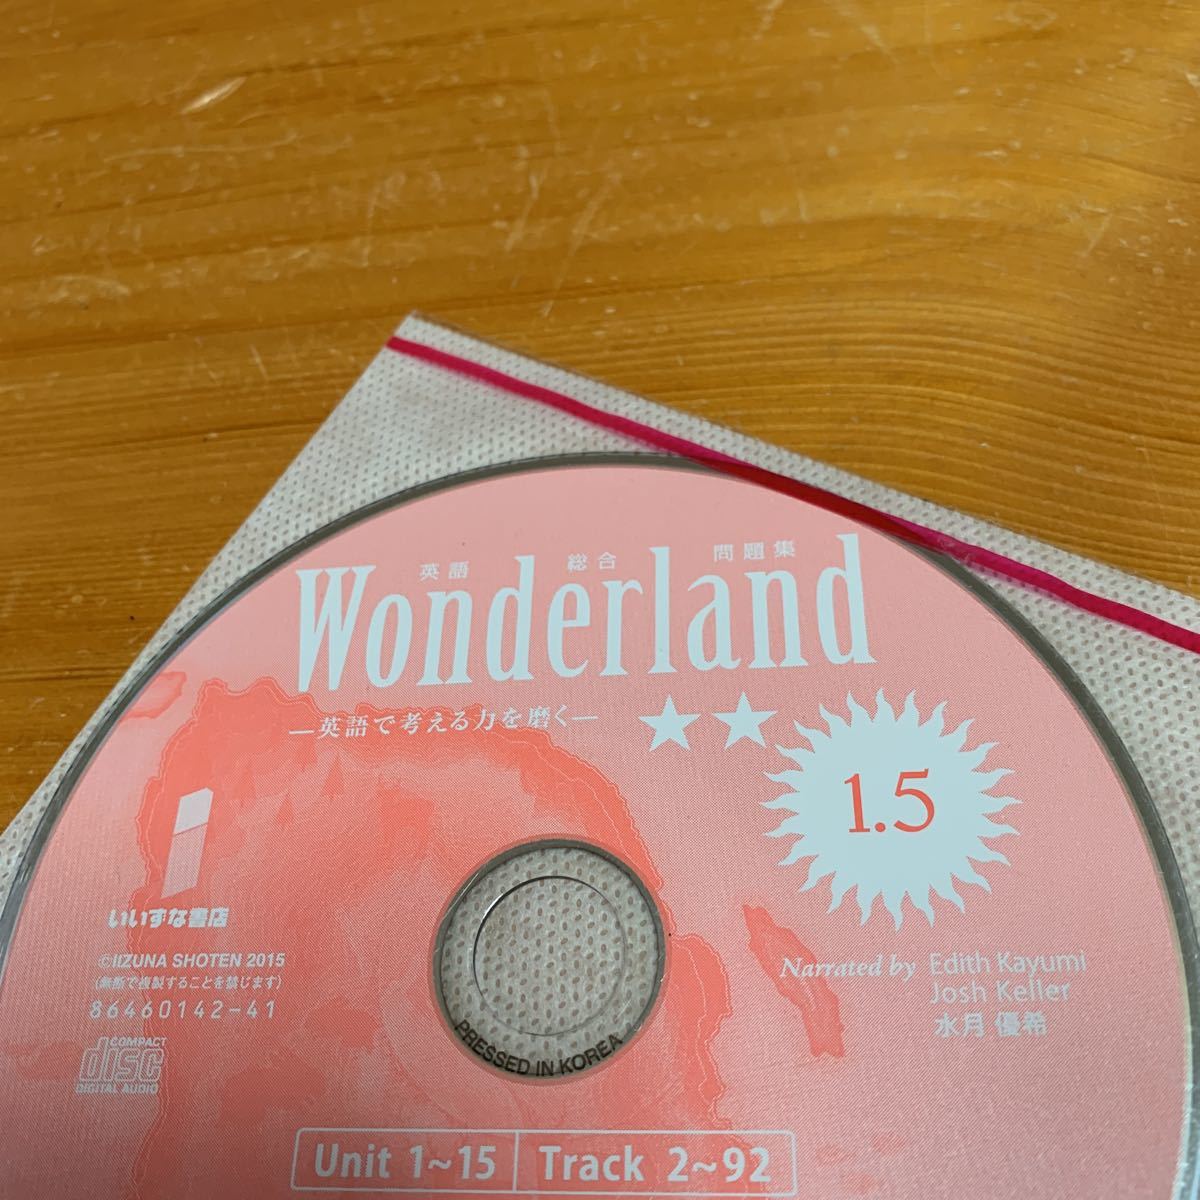 英語 総合 問題集
Wonderland
―英語で考える力を磨く― ★★
1.5
いいずな書店
©IIZUNA SHOTEN 2015
(無断で複製することを禁じます)
86460142-41
COMPACT
disc
DIGITAL AUDIO
Narrated by Edith Kayumi
Josh Keller
水月 優希
PRESSED IN KOREA
Unit 1~15 Track 2~92